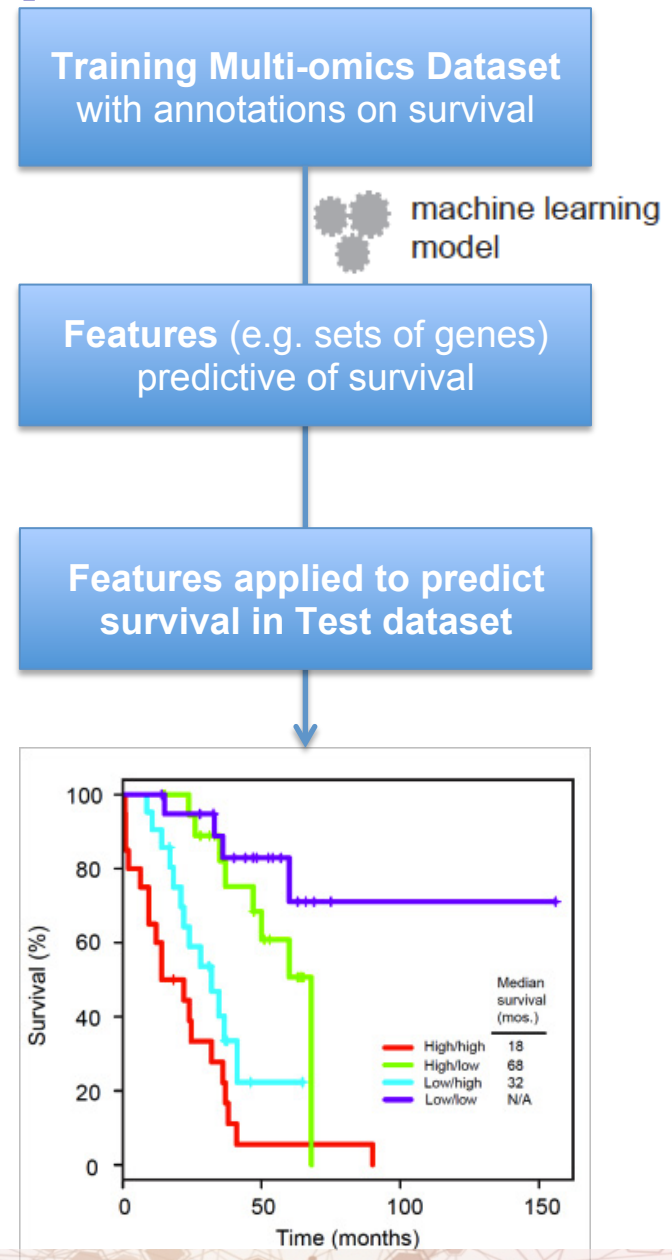 Training Multi-omics Dataset
with annotations on survival
machine learning
model
Features (e.g. sets of genes)
predictive of survival
Features applied to predict
survival in Test dataset
100
80
60
40
20
0
Survival (%)
Median
survival
(mos.)
High/high 18
High/low 68
Low/high 32
Low/low N/A
0 50 100 150
Time (months)